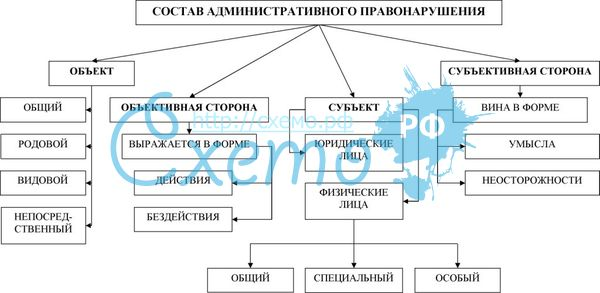 СОСТАВ АДМИНИСТРАТИВНОГО ПРАВОНАРУШЕНИЯ
ОБЪЕКТ
СУБЪЕКТИВНАЯ СТОРОНА
ОБЩИЙ
ОБЪЕКТИВНАЯ СТОРОНА
СУБЪЕКТ
ВИНА В ФОРМЕ
http://схемо.рф
РФ
Схемо
РОДОВОЙ
ВЫРАЖАЕТСЯ В ФОРМЕ
ЮРИДИЧЕСКИЕ
ЛИЦА
УМЫСЛА
ВИДОВОЙ
ДЕЙСТВИЯ
НЕОСТОРОЖНОСТИ
НЕПОСРЕД-
СТВЕННЫЙ
БЕЗДЕЙСТВИЯ
ФИЗИЧЕСКИЕ
ЛИЦА
ОБЩИЙ
СПЕЦИАЛЬНЫЙ
ОСОБЫЙ